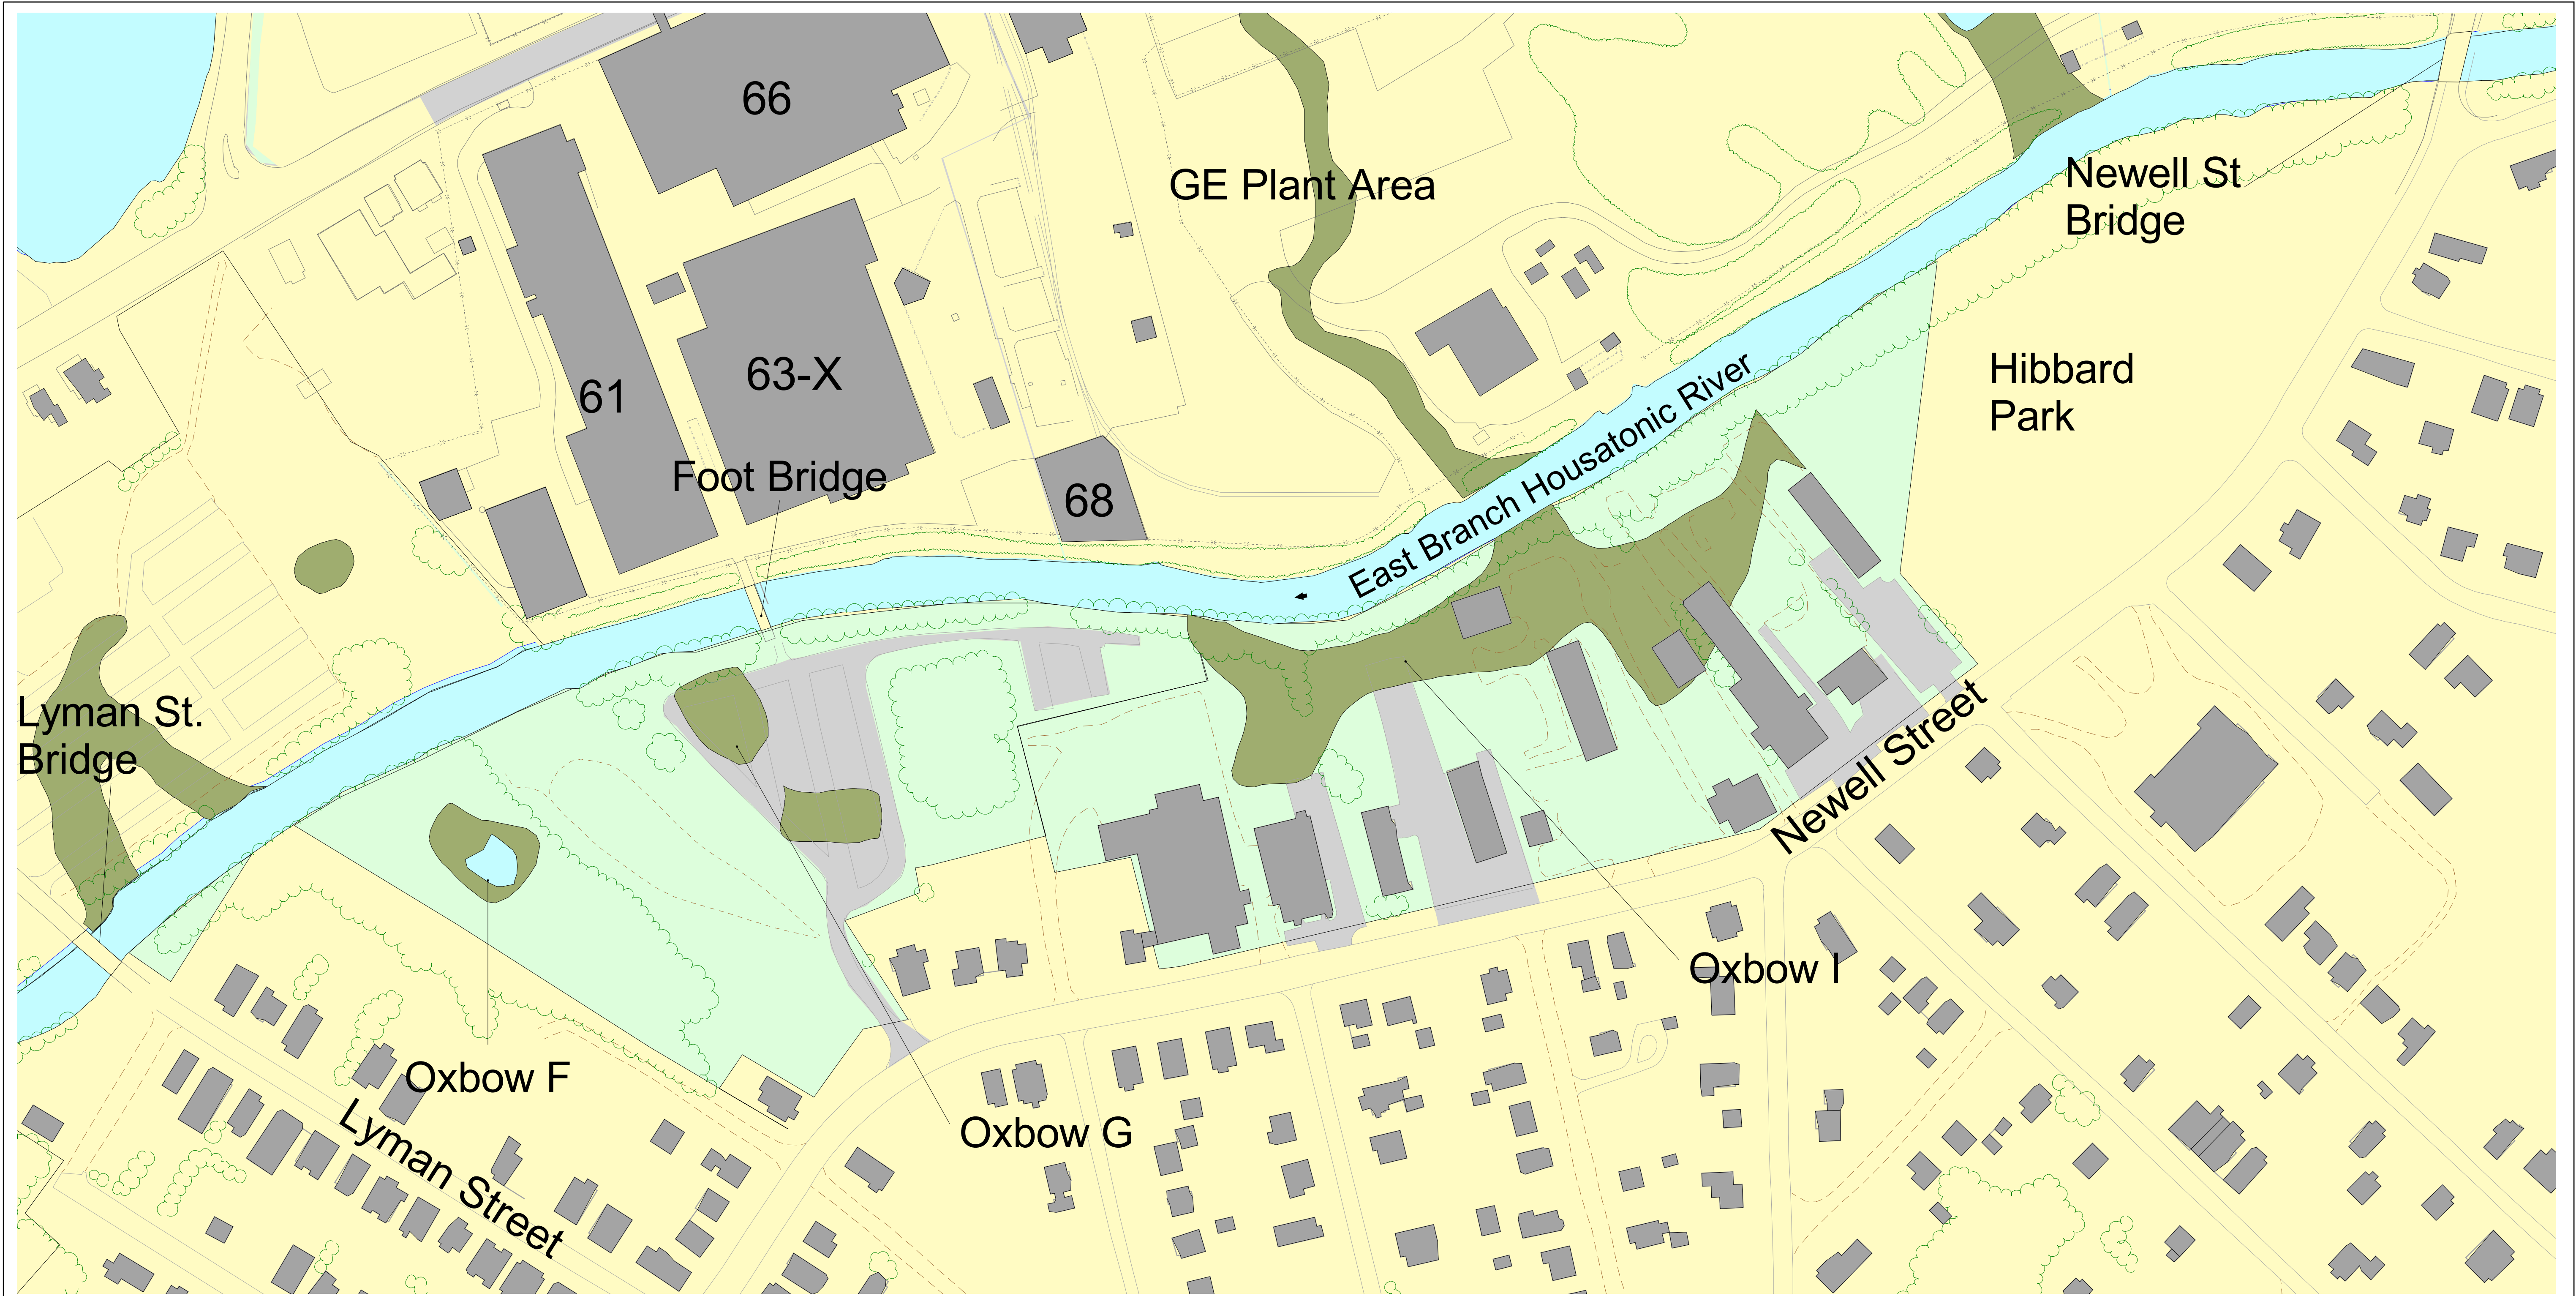 66
GE Plant Area
Newell St
Bridge
61
63-X
Hibbard
Park
Foot Bridge
68
East Branch Housatonic River
Lyman St.
Bridge
Newell Street
Oxbow I
Oxbow F
Oxbow G
Lyman Street